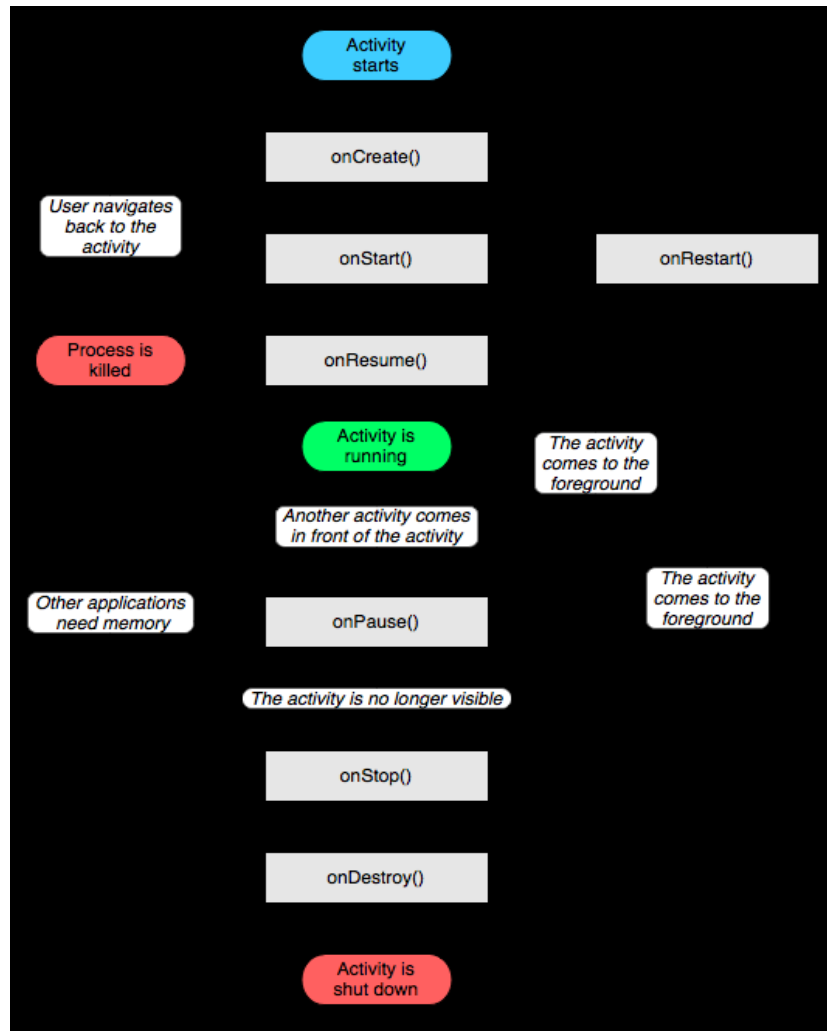 Activity
starts
onCreate()
User navigates
back to the
activity
onStart()
onRestart()
Process is
killed
onResume()
Activity is
running
The activity
comes to the
foreground
Another activity comes
in front of the activity
The activity
comes to the
foreground
Other applications
need memory
onPause()
The activity is no longer visible
onStop()
onDestroy()
Activity is
shut down